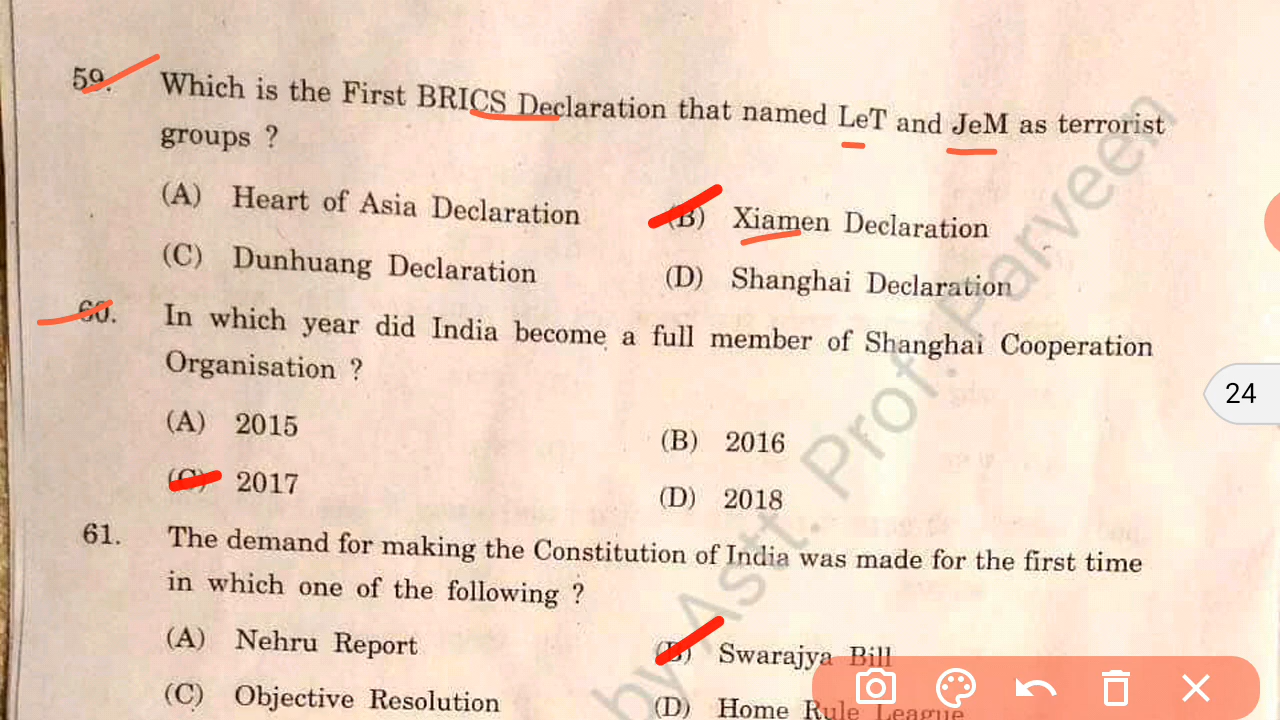 59. Which is the First BRICS Declaration that named LeT and JeM as terrorist
groups ?
(A) Heart of Asia Declaration (B) Xiamen Declaration
(C) Dunhuang Declaration (D) Shanghai Declaration
60. In which year did India become a full member of Shanghai Cooperation
Organisation ?
(A) 2015 (B) 2016
(C) 2017 (D) 2018
24
61. The demand for making the Constitution of India was made for the first time
in which one of the following ?
(A) Nehru Report (B) Swarajya Bill
(C) Objective Resolution (D) Home Rule League
by Astt. Prof. Parveen